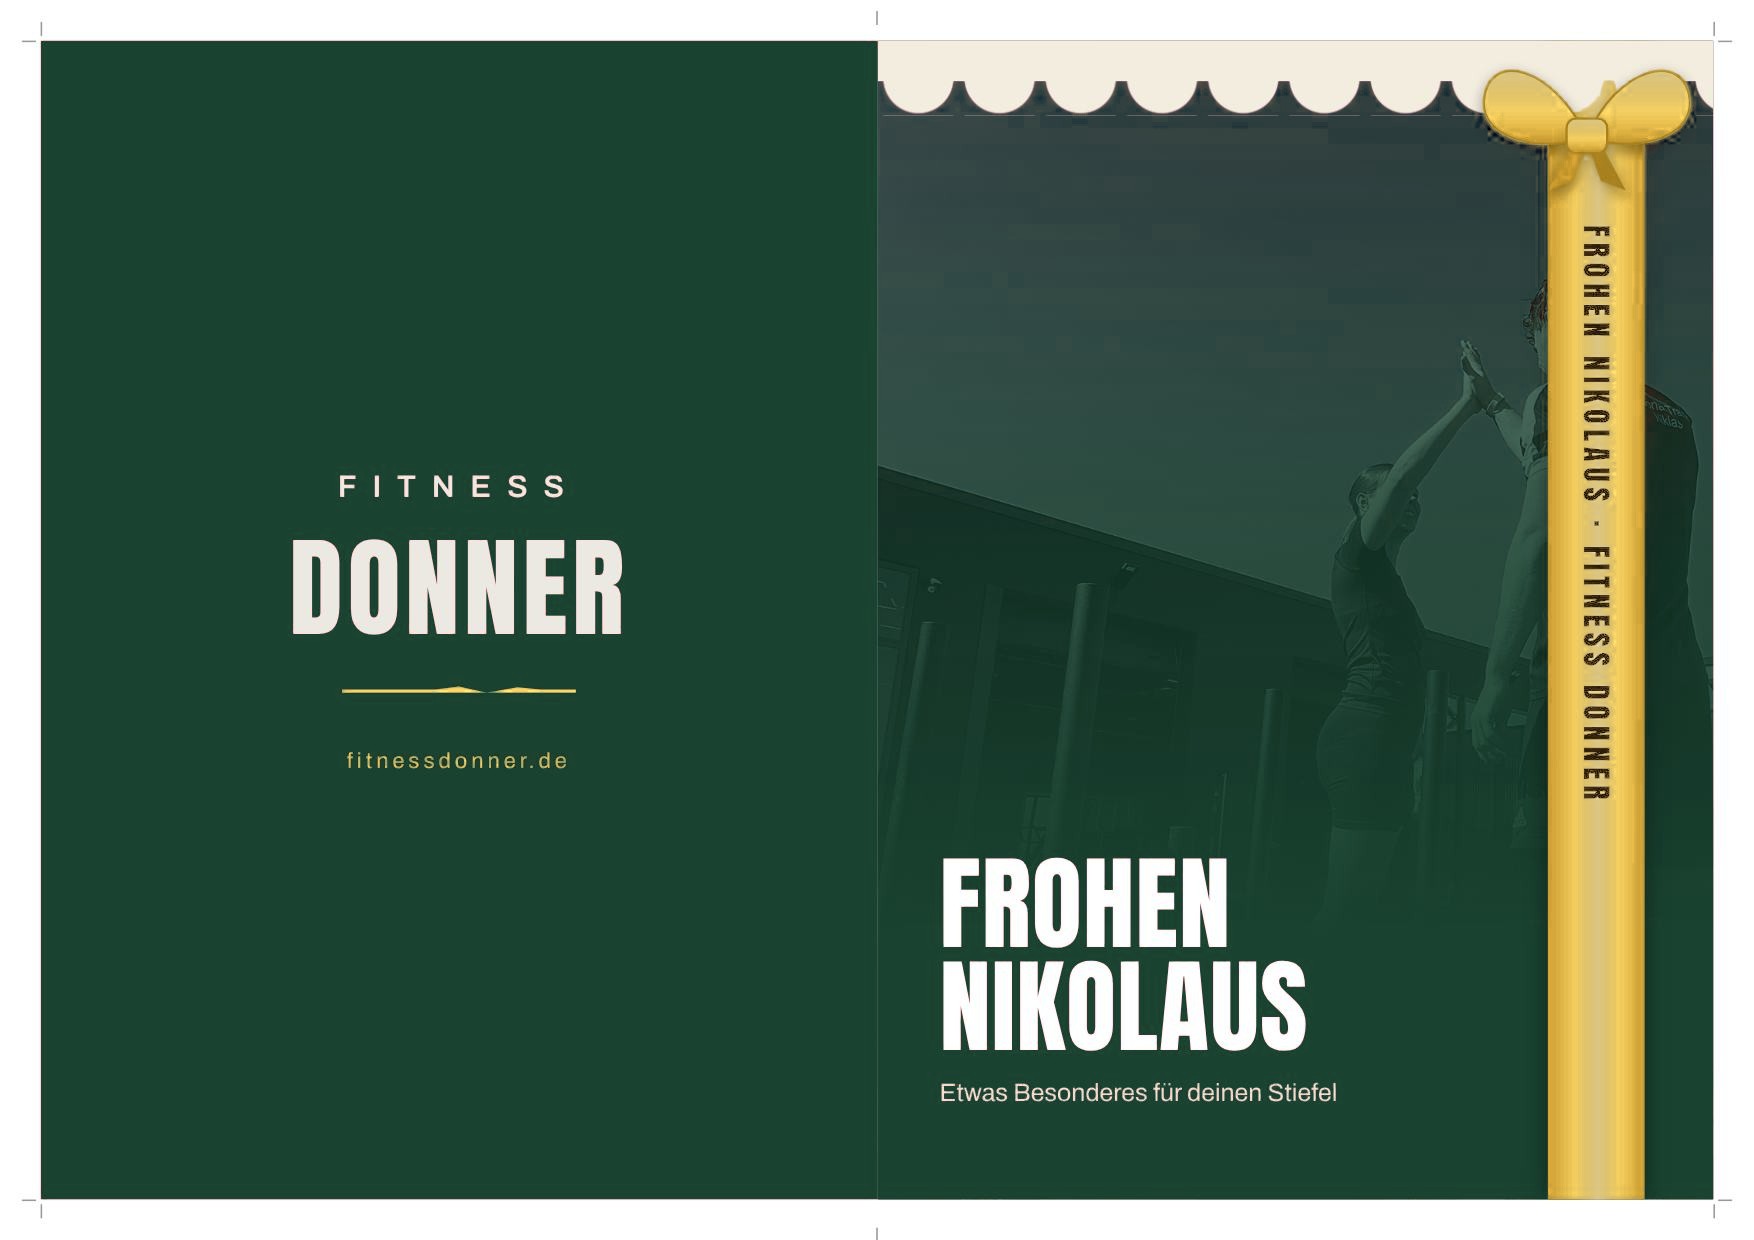 FITNESS
DONNER
fitnessdonner.de
FROHEN NIKOLAUS · FITNESS DONNER
FROHEN
NIKOLAUS
Etwas Besonderes für deinen Stiefel